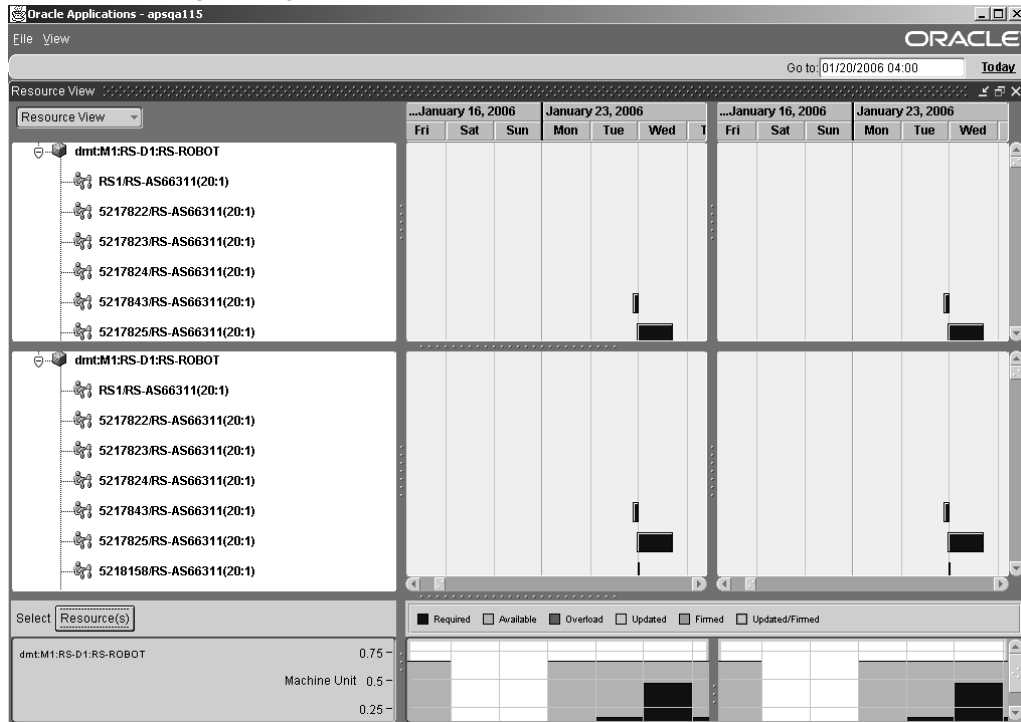 Oracle Applications - apsqa115
File View
ORACLE
Go to: 01/20/2006 04:00 Today
Resource View
Resource View
...January 16, 2006 January 23, 2006 ...January 16, 2006 January 23, 2006
Fri Sat Sun Mon Tue Wed T Fri Sat Sun Mon Tue Wed
dmt:M1:RS-D1:RS-ROBOT
RS1/RS-AS66311(20:1)
5217822/RS-AS66311(20:1)
5217823/RS-AS66311(20:1)
5217824/RS-AS66311(20:1)
5217843/RS-AS66311(20:1)
5217825/RS-AS66311(20:1)
dmt:M1:RS-D1:RS-ROBOT
RS1/RS-AS66311(20:1)
5217822/RS-AS66311(20:1)
5217823/RS-AS66311(20:1)
5217824/RS-AS66311(20:1)
5217843/RS-AS66311(20:1)
5217825/RS-AS66311(20:1)
5218158/RS-AS66311(20:1)
Select Resource(s)
Required Available Overload Updated Firmed Updated/Firmed
dmt:M1:RS-D1:RS-ROBOT 0.75
Machine Unit 0.5
0.25